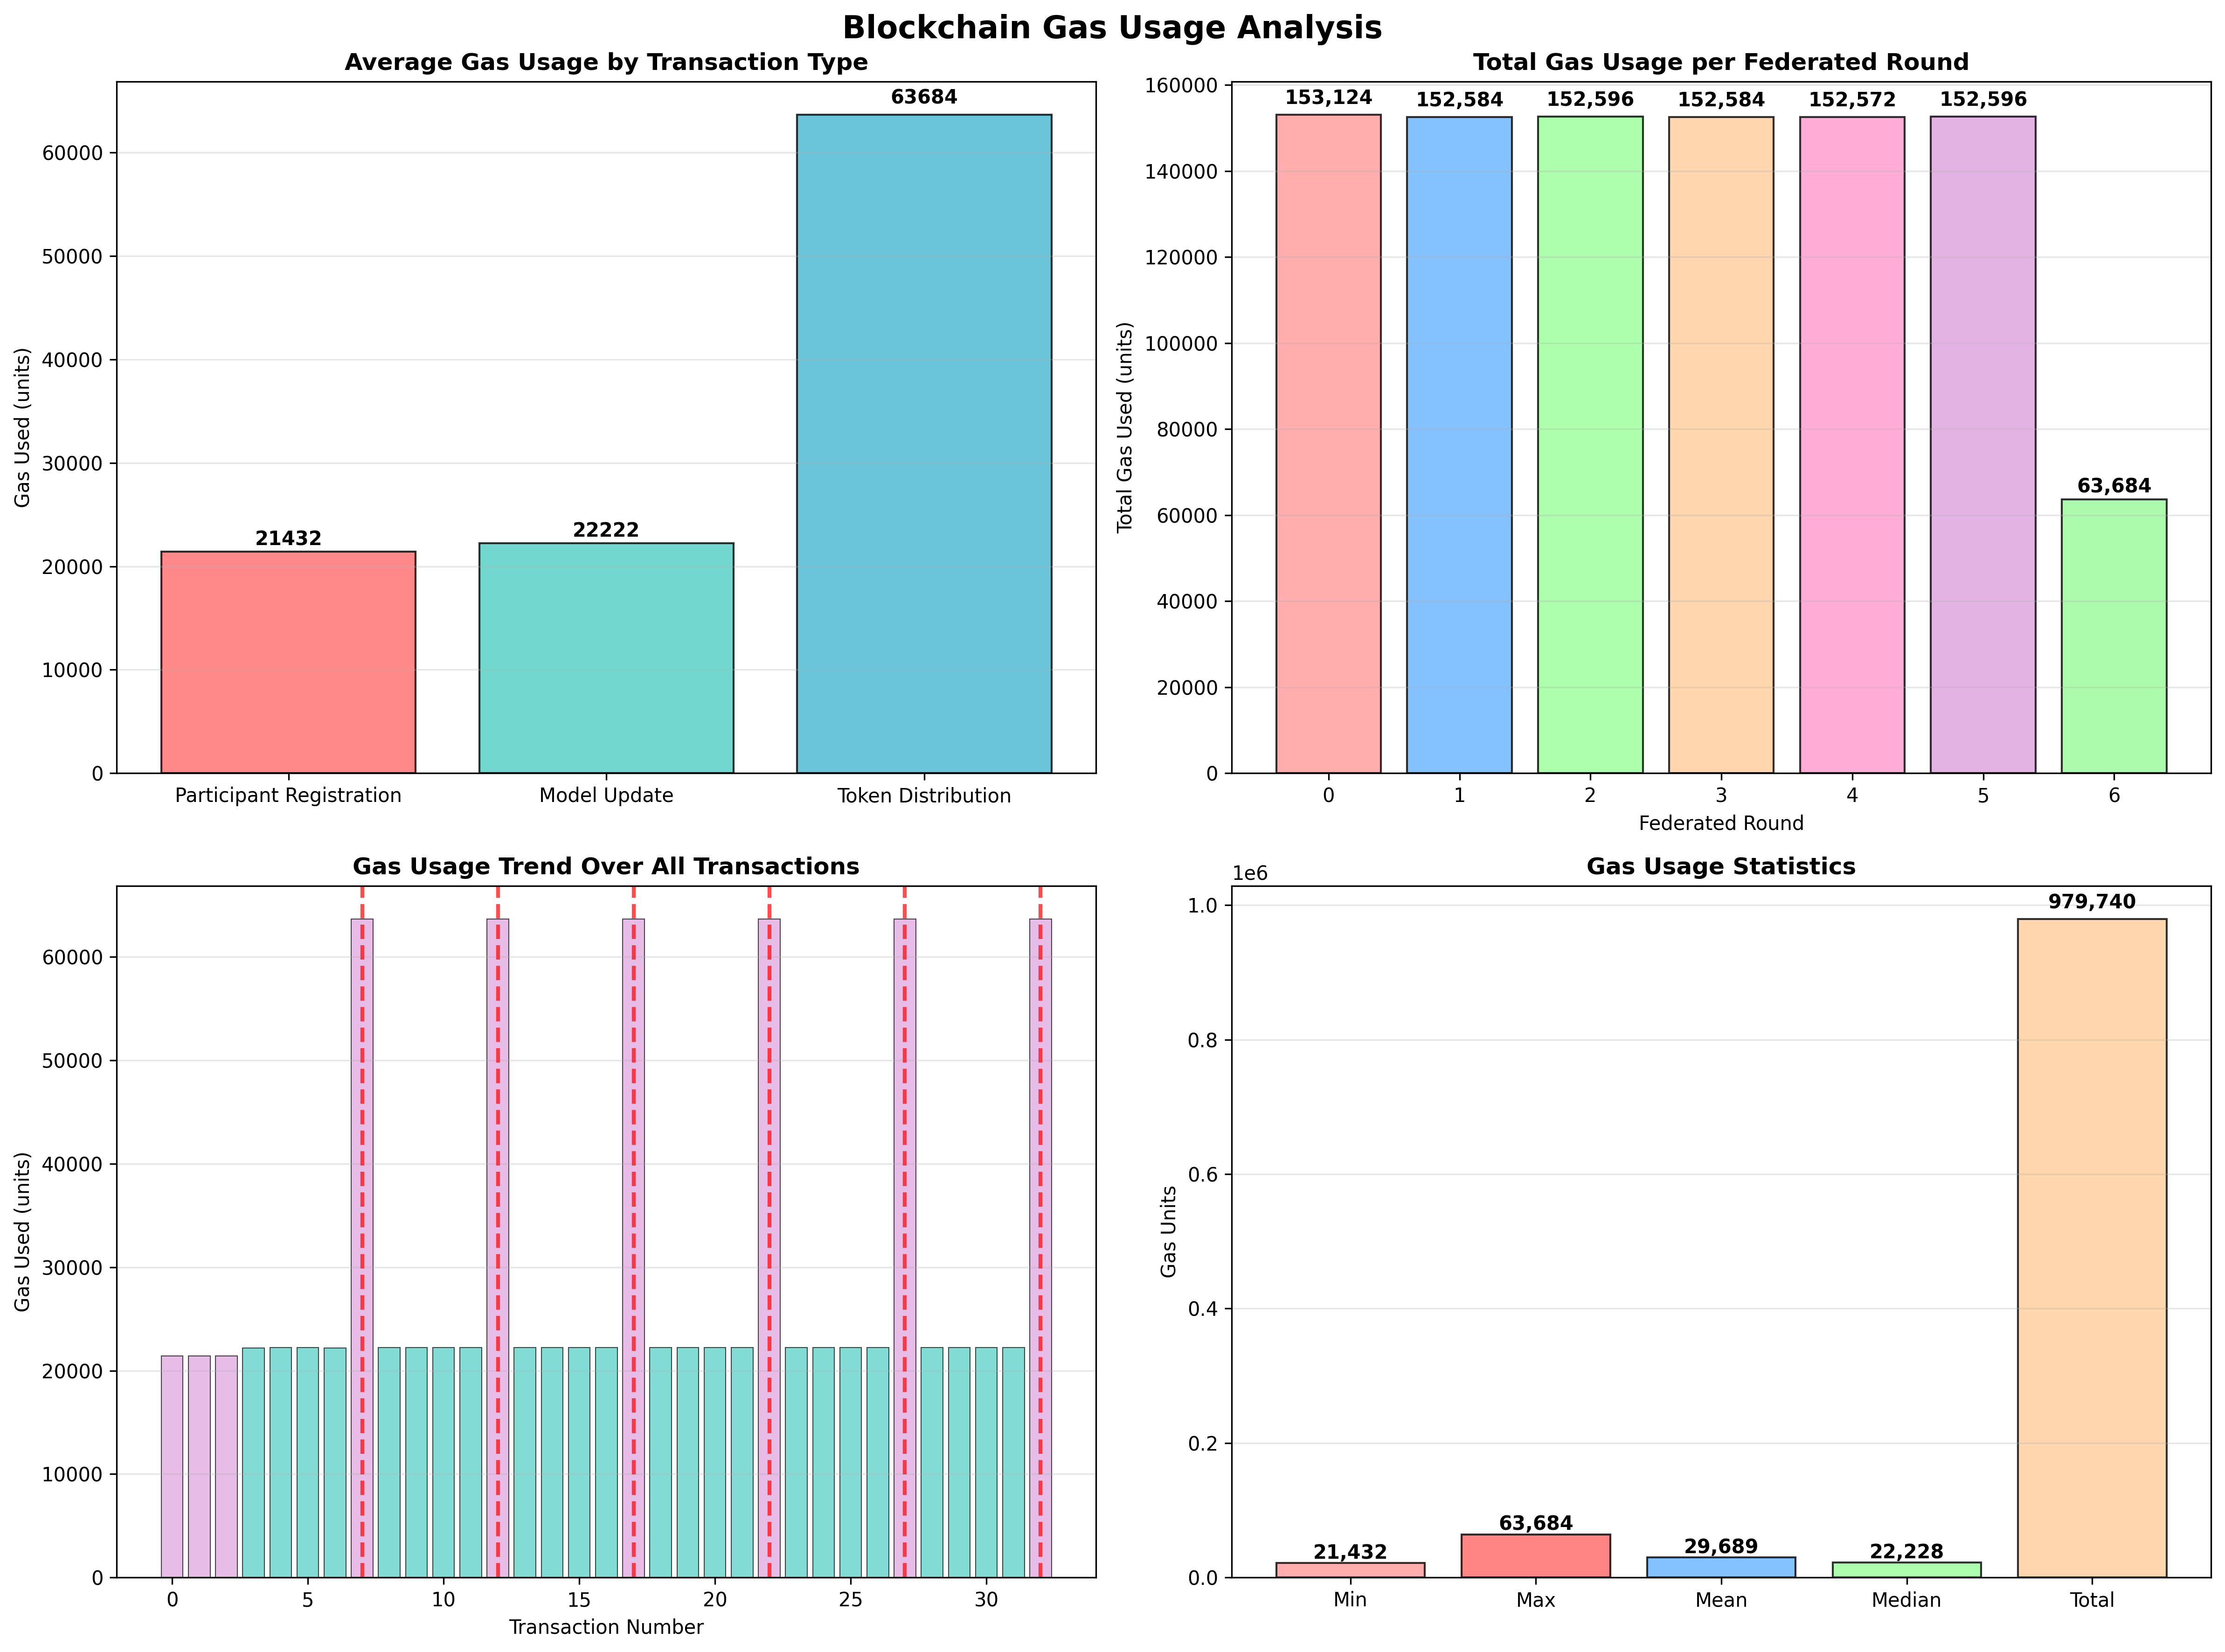 Blockchain Gas Usage Analysis
Average Gas Usage by Transaction Type
Gas Used (units)
60000
50000
40000
30000
20000
10000
0
21432
22222
63684
Participant Registration
Model Update
Token Distribution
Total Gas Usage per Federated Round
Total Gas Used (units)
160000
140000
120000
100000
80000
60000
40000
20000
0
153,124
152,584
152,596
152,584
152,572
152,596
63,684
0
1
2
3
4
5
6
Federated Round
Gas Usage Trend Over All Transactions
Gas Used (units)
60000
50000
40000
30000
20000
10000
0
0
5
10
15
20
25
30
Transaction Number
Gas Usage Statistics
1e6
Gas Units
1.0
0.8
0.6
0.4
0.2
0.0
21,432
63,684
29,689
22,228
979,740
Min
Max
Mean
Median
Total